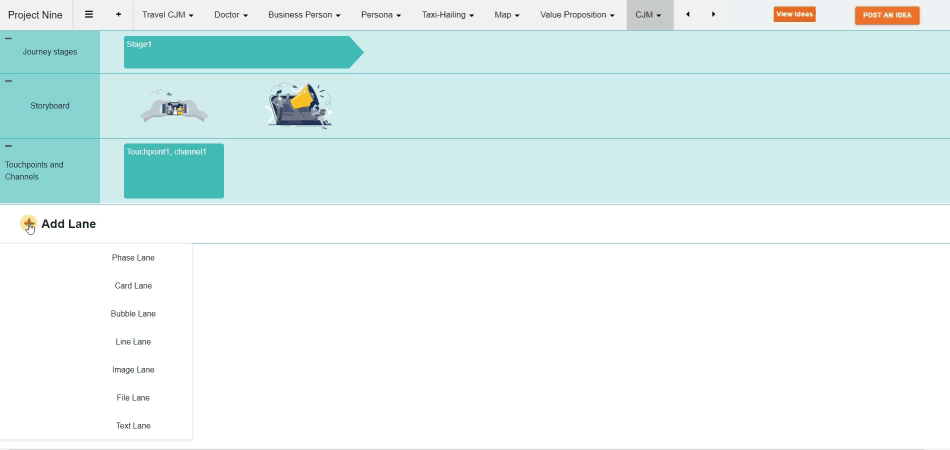 Project Nine ☰ + Travel CJM Doctor Business Person Persona Taxi-Hailing Map Value Proposition CJM View Ideas POST AN IDEA
Journey stages
Stage1
Storyboard
Touchpoints and
Channels
Touchpoint1, channel1
Add Lane
Phase Lane
Card Lane
Bubble Lane
Line Lane
Image Lane
File Lane
Text Lane